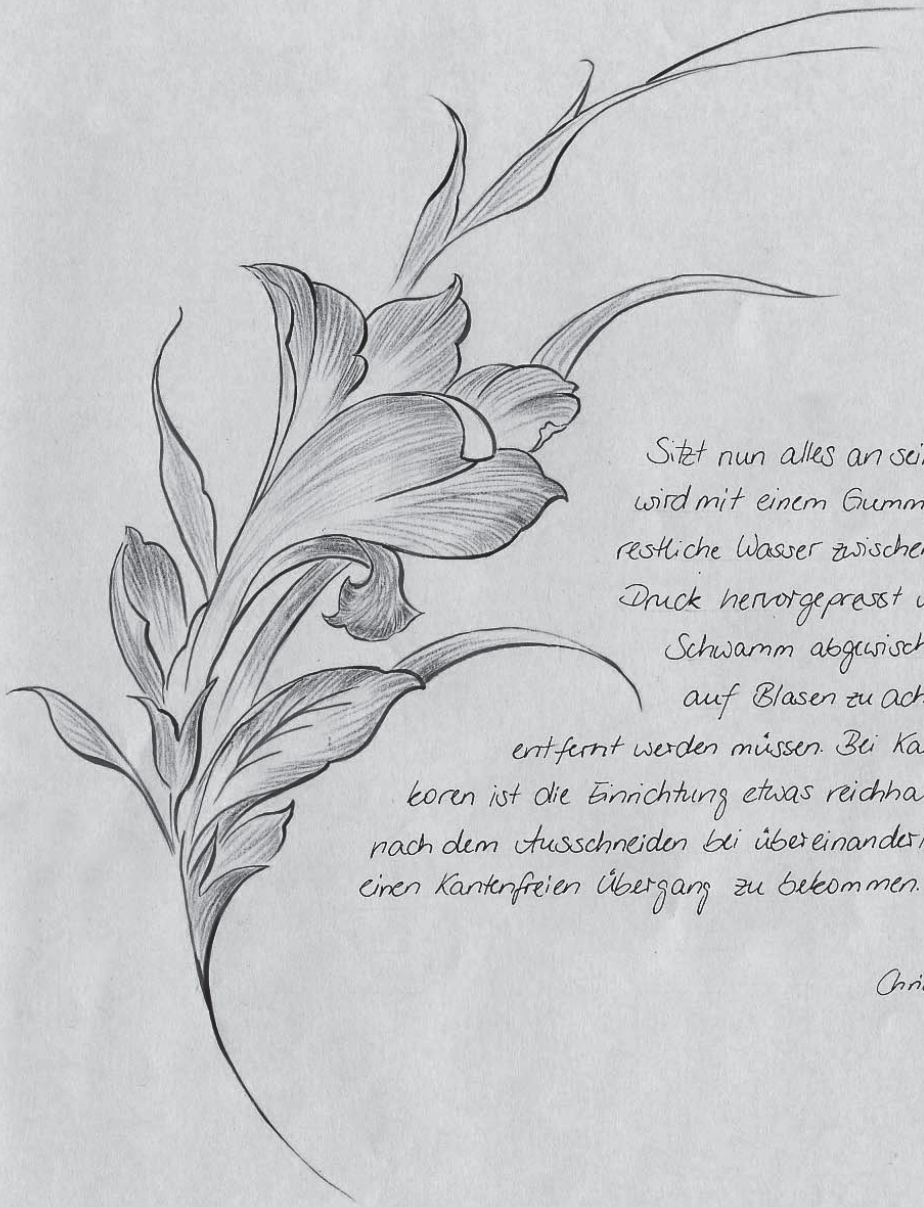 Sitzt nun alles an sei
wird mit einem Gumm
restliche Wasser zwische
Druck hervorgepresst
Schwamm abgewisch
auf Blasen zu ach
entfernt werden müssen. Bei Ka
koren ist die Einrichtung etwas reichha
nach dem Ausschneiden bei übereinander
einen Kantenfreien Übergang zu bekommen.
Chri